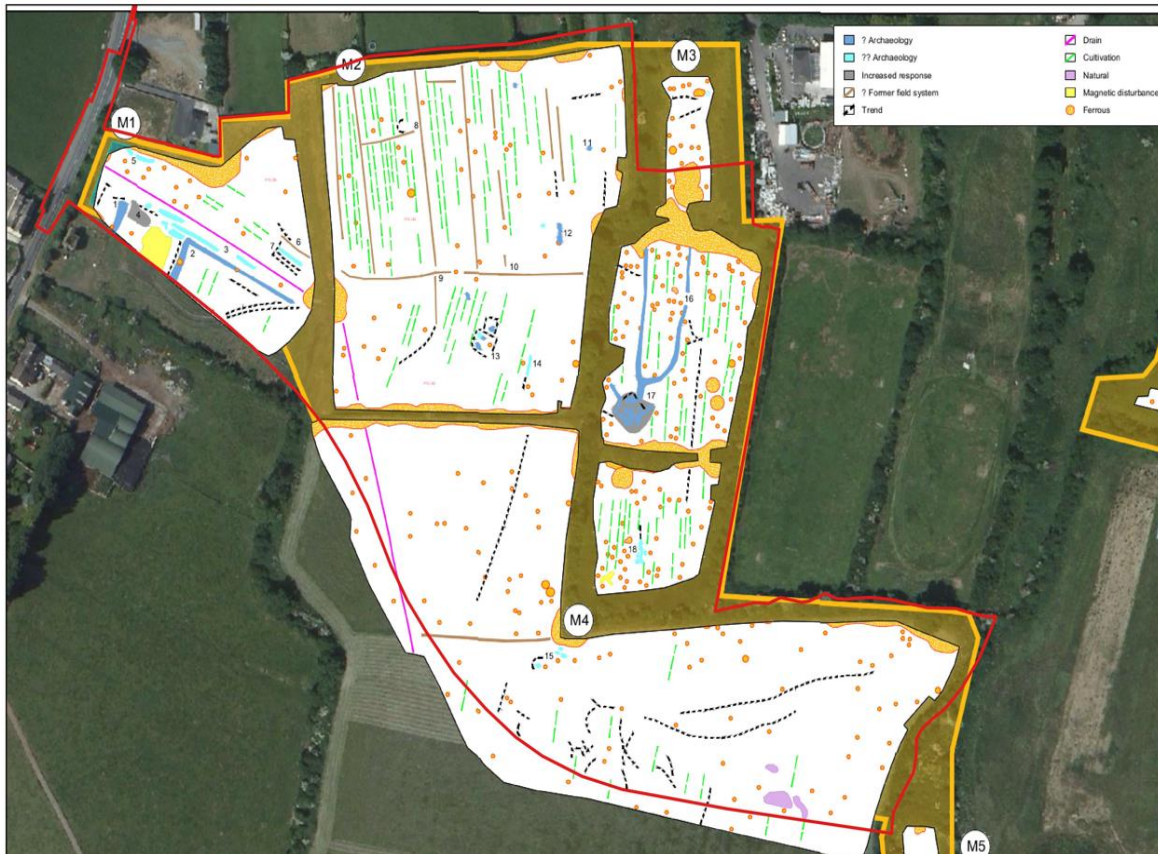 M1
M2
M3
M4
M5
? Archaeology
?? Archaeology
Increased response
? Former field system
Trend
Drain
Cultivation
Natural
Magnetic disturbance
Ferrous
5
4
2
3
7
6
8
11
12
10
9
13
14
16
17
18
15